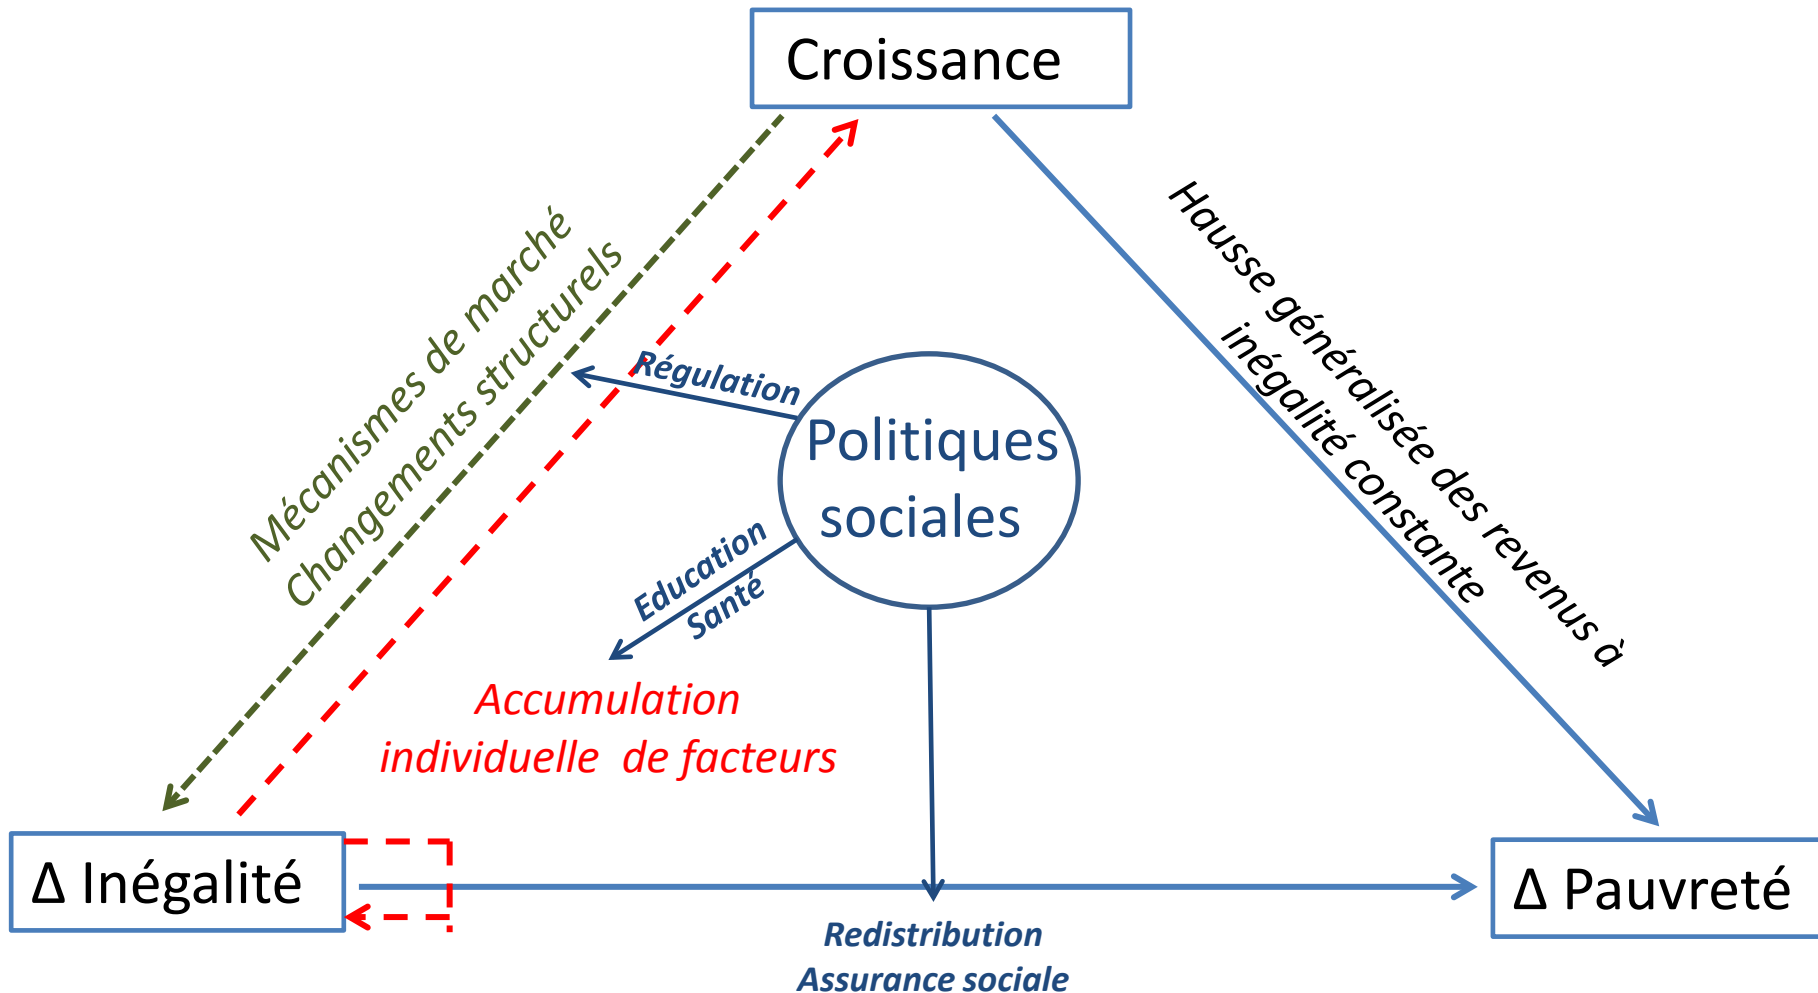 Croissance
Mécanismes de marché
Changements structurels
Hausse généralisée des revenus à
inégalité constante
Régulation
Politiques
sociales
Education
Santé
Accumulation
individuelle de facteurs
Δ Inégalité
Δ Pauvreté
Redistribution
Assurance sociale